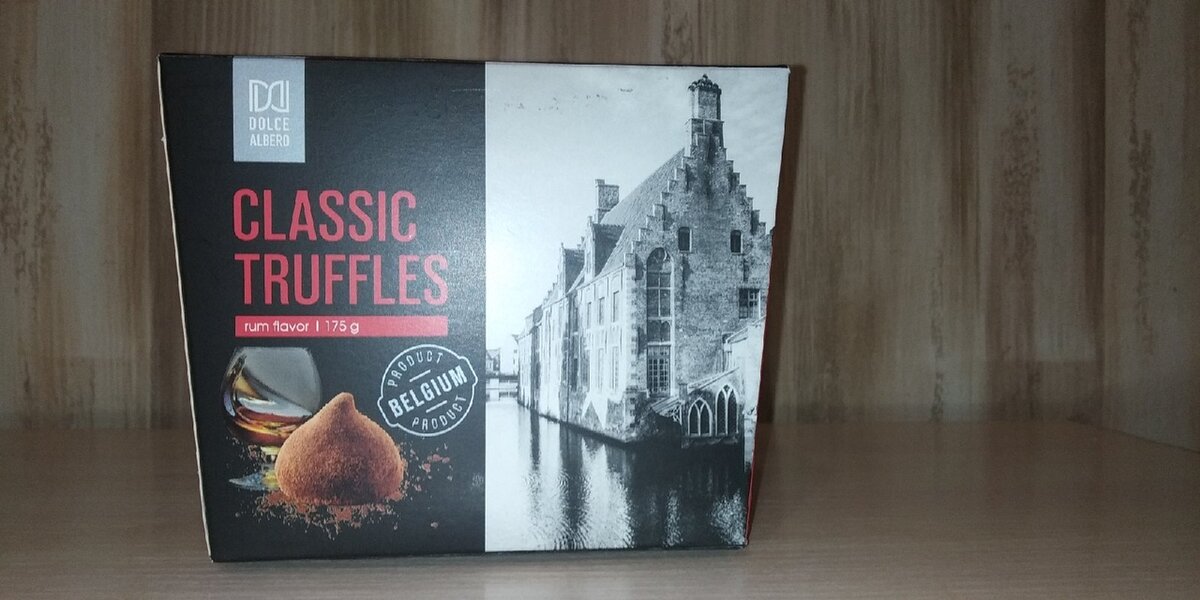 DOLCE
ALBERO
CLASSIC
TRUFFLES
rum flavor | 175 g
PRODUCT
BELGIUM
PRODUCT